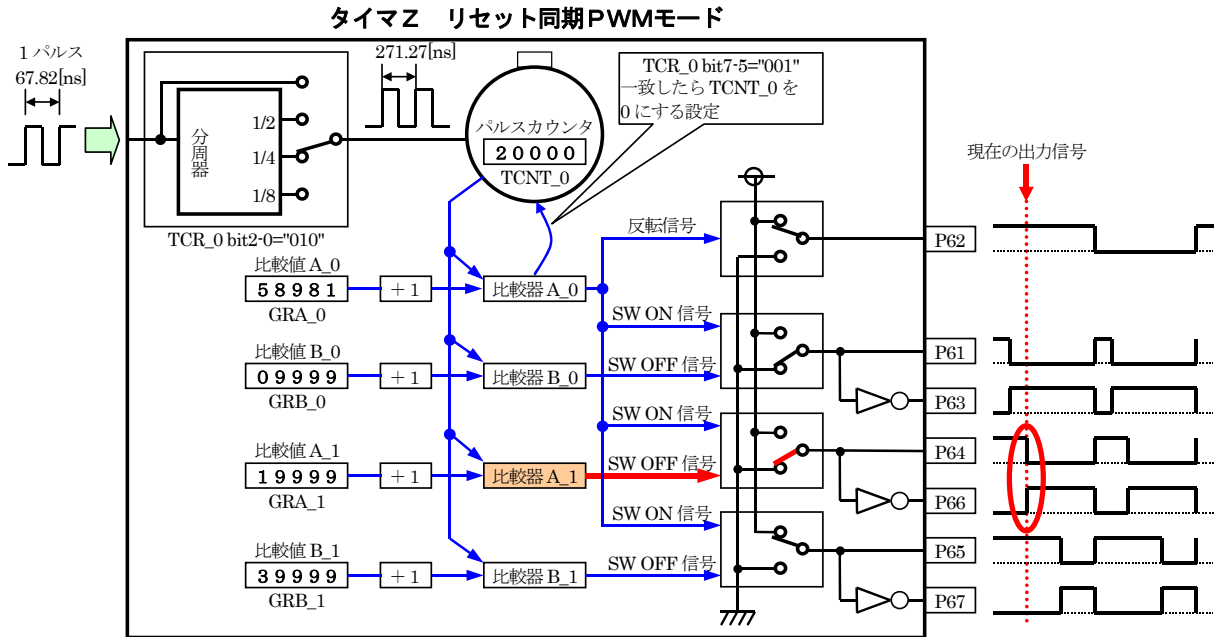 タイマZ リセット同期PWMモード
1パルス
67.82[ns]
271.27[ns]
TCR_0 bit7-5="001"
一致したら TCNT_0 を
0 にする設定
分周器
1/2
1/4
1/8
TCR_0 bit2-0="010"
パルスカウンタ
20000
TCNT_0
現在の出力信号
比較値 A_0
58981
GRA_0
+1
比較器 A_0
反転信号
P62
SW ON 信号
比較値 B_0
09999
GRB_0
+1
比較器 B_0
SW OFF 信号
P61
P63
SW ON 信号
比較値 A_1
19999
GRA_1
+1
比較器 A_1
SW OFF 信号
P64
P66
SW ON 信号
比較値 B_1
39999
GRB_1
+1
比較器 B_1
SW OFF 信号
P65
P67